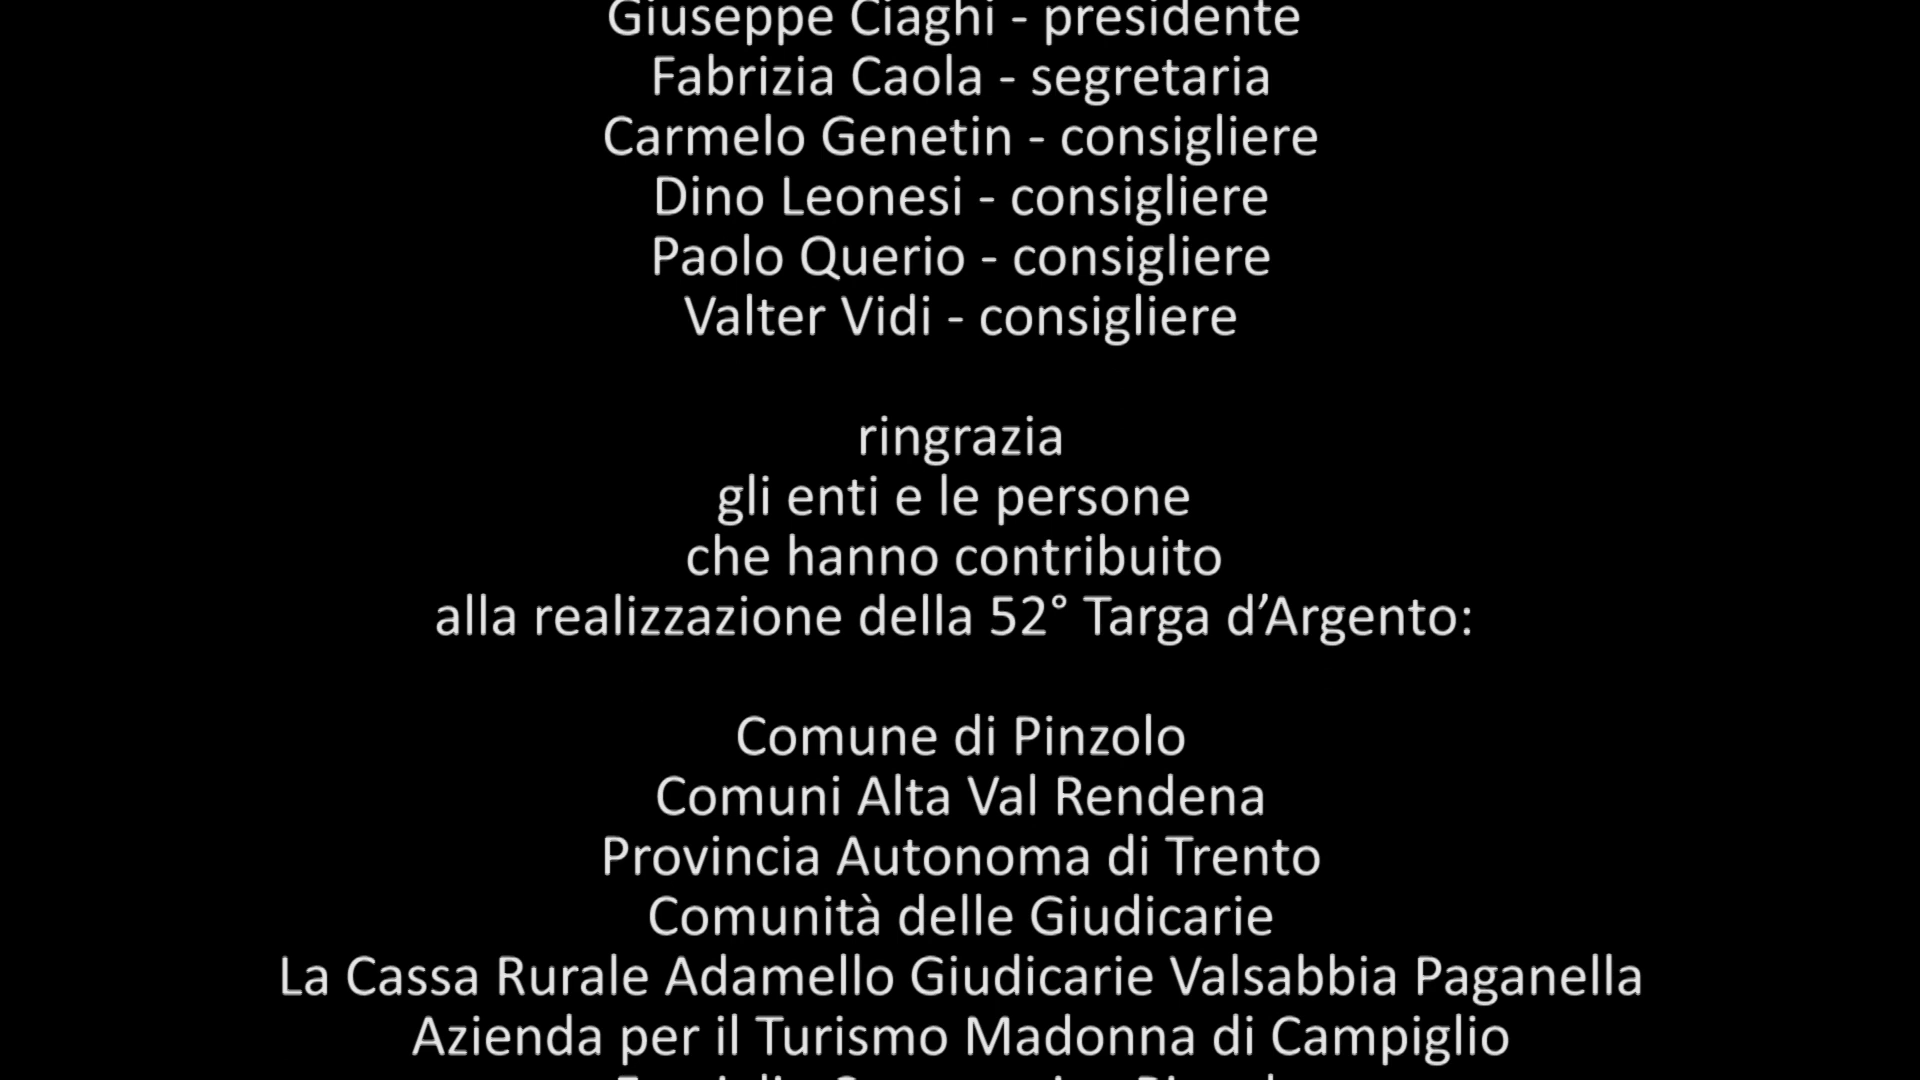 Giuseppe Ciaghi - presidente
Fabrizia Caola - segretaria
Carmelo Genetin - consigliere
Dino Leonesi - consigliere
Paolo Querio - consigliere
Valter Vidi - consigliere
ringrazia
gli enti e le persone
che hanno contribuito
alla realizzazione della 52° Targa d’Argento:
Comune di Pinzolo
Comuni Alta Val Rendena
Provincia Autonoma di Trento
Comunità delle Giudicarie
La Cassa Rurale Adamello Giudicarie Valsabbia Paganella
Azienda per il Turismo Madonna di Campiglio